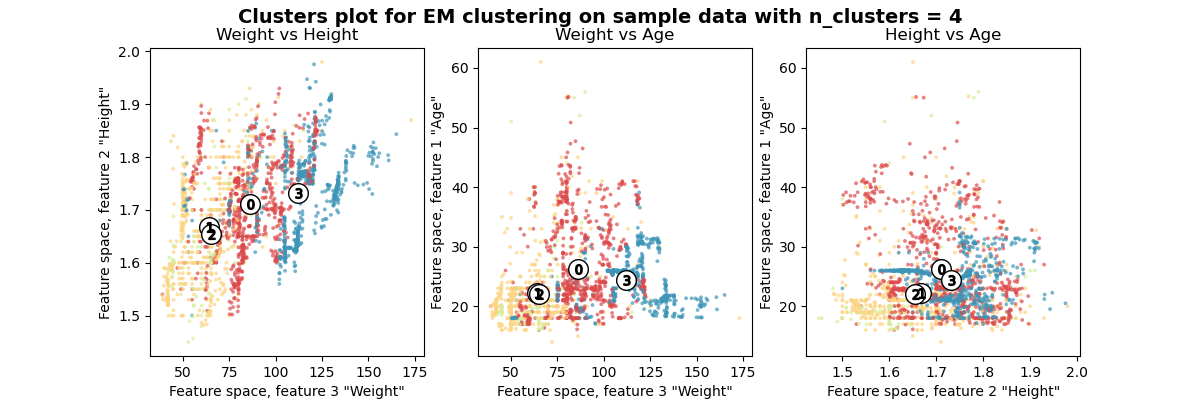 Clusters plot for EM clustering on sample data with n_clusters = 4
Weight vs Height
Weight vs Age
Height vs Age
2.0
1.9
1.8
1.7
1.6
1.5
Feature space, feature 2 "Height"
0
1
2
3
50 75 100 125 150 175
Feature space, feature 3 "Weight"
60
50
40
30
20
Feature space, feature 1 "Age"
0
1
2
3
50 75 100 125 150 175
Feature space, feature 3 "Weight"
60
50
40
30
20
Feature space, feature 1 "Age"
0
3
2
1
1.5 1.6 1.7 1.8 1.9 2.0
Feature space, feature 2 "Height"